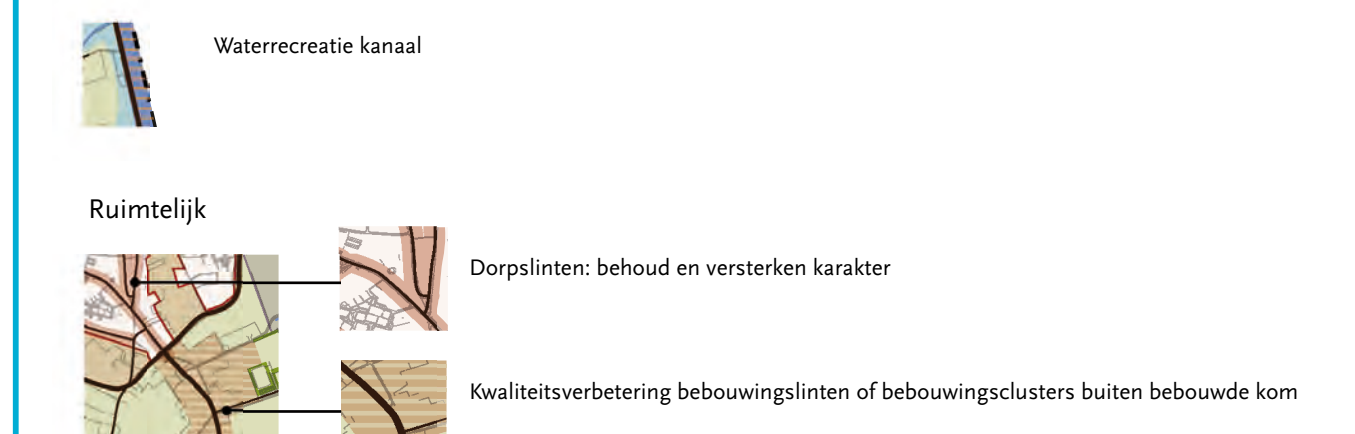 Waterrecreatie kanaal
Ruimtelijk
Dorpslinten: behoud en versterken karakter
Kwaliteitsverbetering bebouwingslinten of bebouwingsclusters buiten bebouwde kom